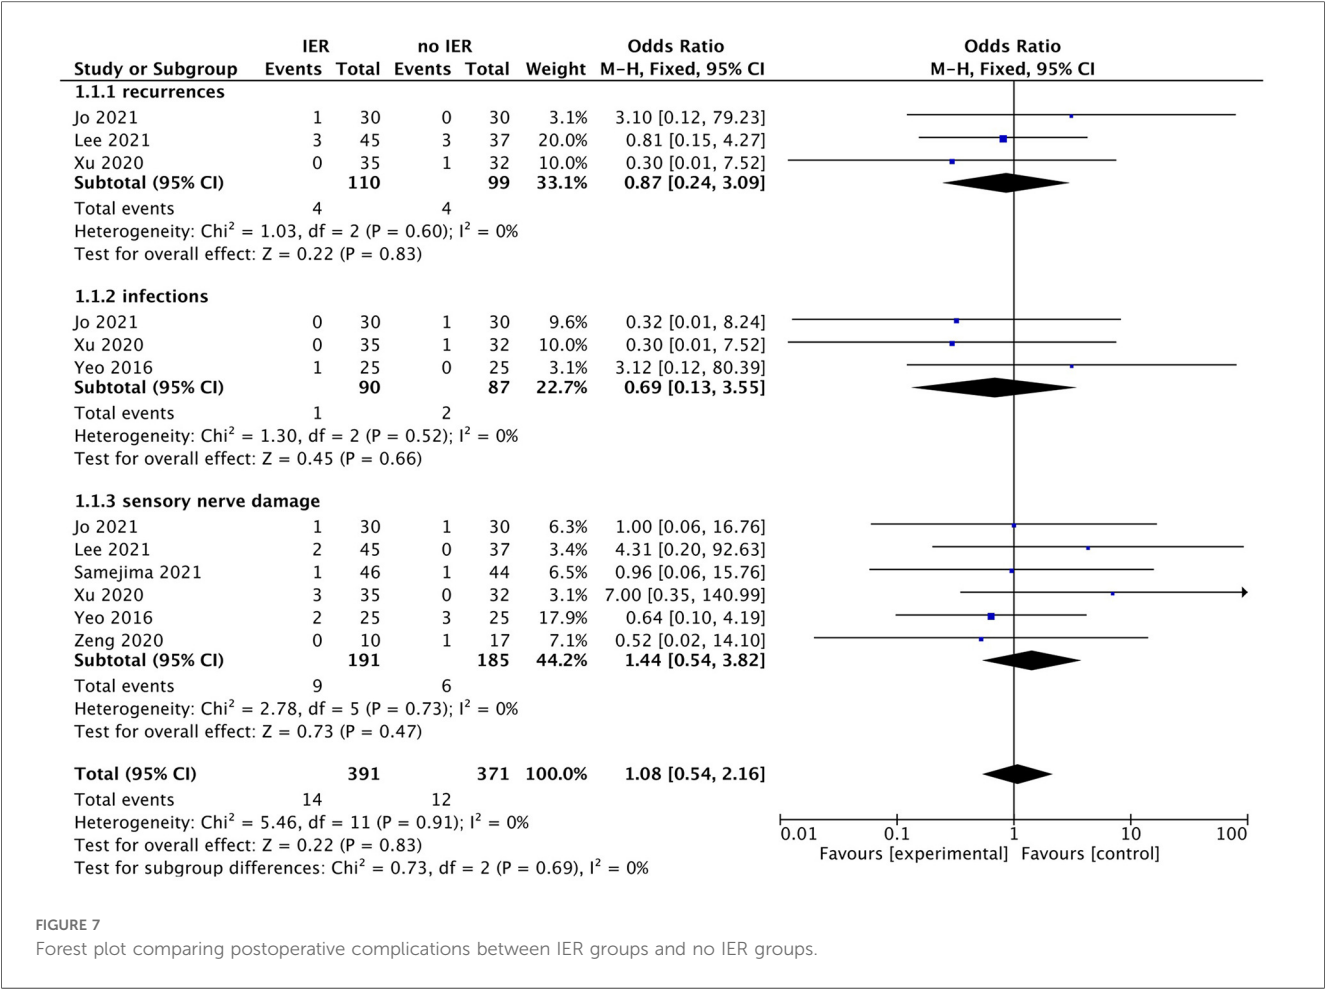 IER no IER Odds Ratio Odds Ratio
Study or Subgroup Events Total Events Total Weight M-H, Fixed, 95% CI M-H, Fixed, 95% CI
1.1.1 recurrences
Jo 2021 1 30 0 30 3.1% 3.10 [0.12, 79.23]
Lee 2021 3 45 3 37 20.0% 0.81 [0.15, 4.27]
Xu 2020 0 35 1 32 10.0% 0.30 [0.01, 7.52]
Subtotal (95% CI) 110 99 33.1% 0.87 [0.24, 3.09]
Total events 4 4
Heterogeneity: Chi² = 1.03, df = 2 (P = 0.60); I² = 0%
Test for overall effect: Z = 0.22 (P = 0.83)
1.1.2 infections
Jo 2021 0 30 1 30 9.6% 0.32 [0.01, 8.24]
Xu 2020 0 35 1 32 10.0% 0.30 [0.01, 7.52]
Yeo 2016 1 25 0 25 3.1% 3.12 [0.12, 80.39]
Subtotal (95% CI) 90 87 22.7% 0.69 [0.13, 3.55]
Total events 1 2
Heterogeneity: Chi² = 1.30, df = 2 (P = 0.52); I² = 0%
Test for overall effect: Z = 0.45 (P = 0.66)
1.1.3 sensory nerve damage
Jo 2021 1 30 1 30 6.3% 1.00 [0.06, 16.76]
Lee 2021 2 45 0 37 3.4% 4.31 [0.20, 92.63]
Samejima 2021 1 46 1 44 6.5% 0.96 [0.06, 15.76]
Xu 2020 3 35 0 32 3.1% 7.00 [0.35, 140.99]
Yeo 2016 2 25 3 25 17.9% 0.64 [0.10, 4.19]
Zeng 2020 0 10 1 17 7.1% 0.52 [0.02, 14.10]
Subtotal (95% CI) 191 185 44.2% 1.44 [0.54, 3.82]
Total events 9 6
Heterogeneity: Chi² = 2.78, df = 5 (P = 0.73); I² = 0%
Test for overall effect: Z = 0.73 (P = 0.47)
Total (95% CI) 391 371 100.0% 1.08 [0.54, 2.16]
Total events 14 12
Heterogeneity: Chi² = 5.46, df = 11 (P = 0.91); I² = 0%
Test for overall effect: Z = 0.22 (P = 0.83)
Test for subgroup differences: Chi² = 0.73, df = 2 (P = 0.69), I² = 0%
0.01 0.1 1 10 100
Favours [experimental] Favours [control]
FIGURE 7
Forest plot comparing postoperative complications between IER groups and no IER groups.